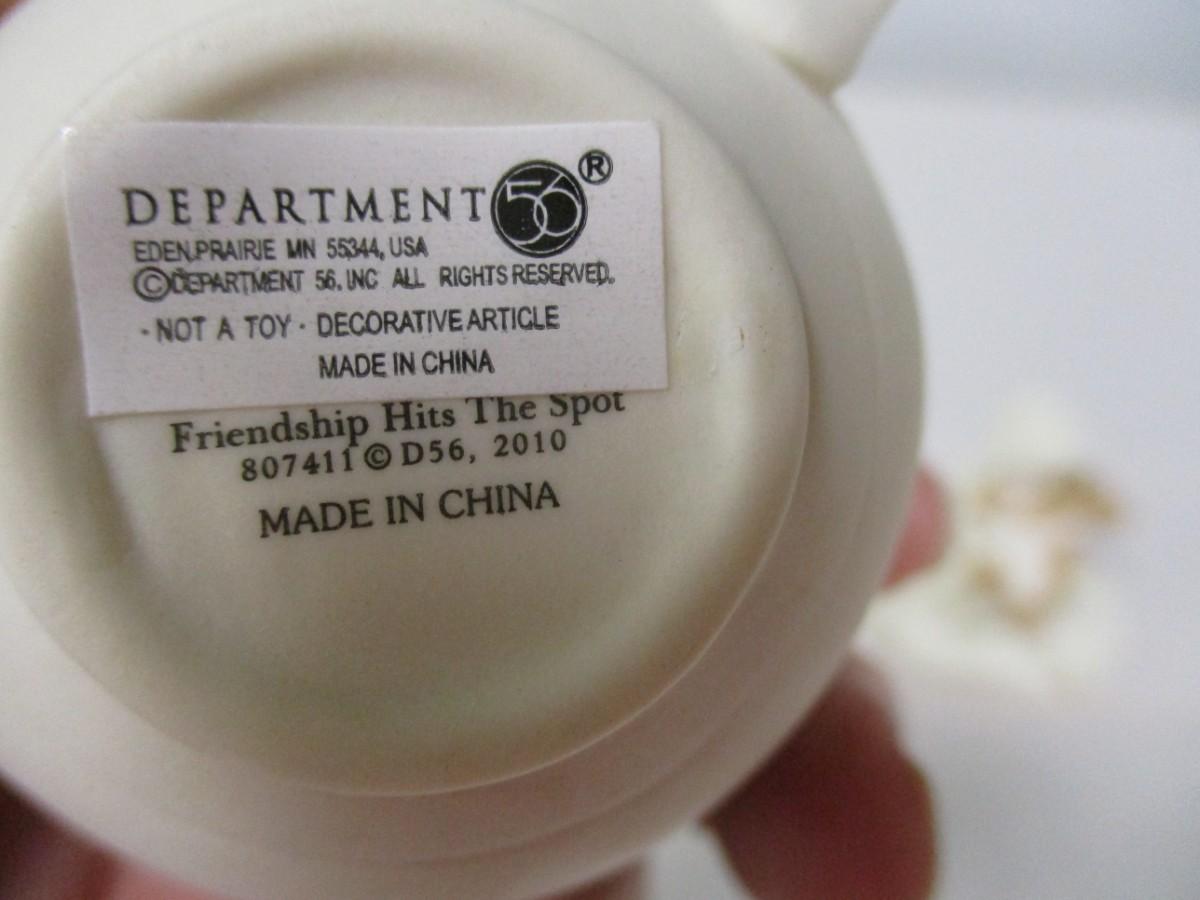 DEPARTMENT 56®
EDEN PRAIRIE MN 55344, USA
©DEPARTMENT 56, INC ALL RIGHTS RESERVED.
· NOT A TOY · DECORATIVE ARTICLE
MADE IN CHINA
Friendship Hits The Spot
807411 © D56, 2010
MADE IN CHINA